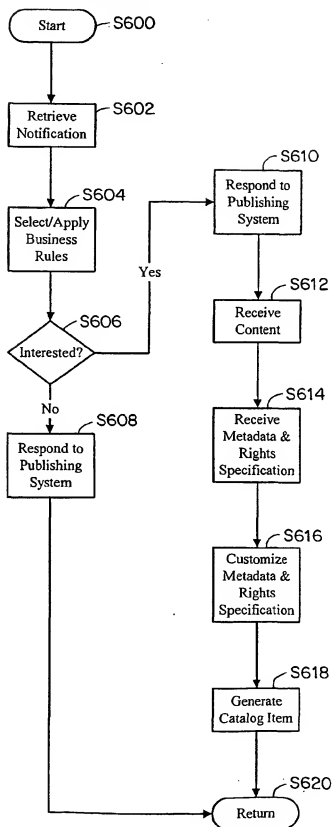 Start
S600
Retrieve
Notification
S602
Select/Apply
Business
Rules
S604
Interested?
S606
Yes
No
Respond to
Publishing
System
S608
Respond to
Publishing
System
S610
Receive
Content
S612
Receive
Metadata &
Rights
Specification
S614
Customize
Metadata &
Rights
Specification
S616
Generate
Catalog Item
S618
Return
S620